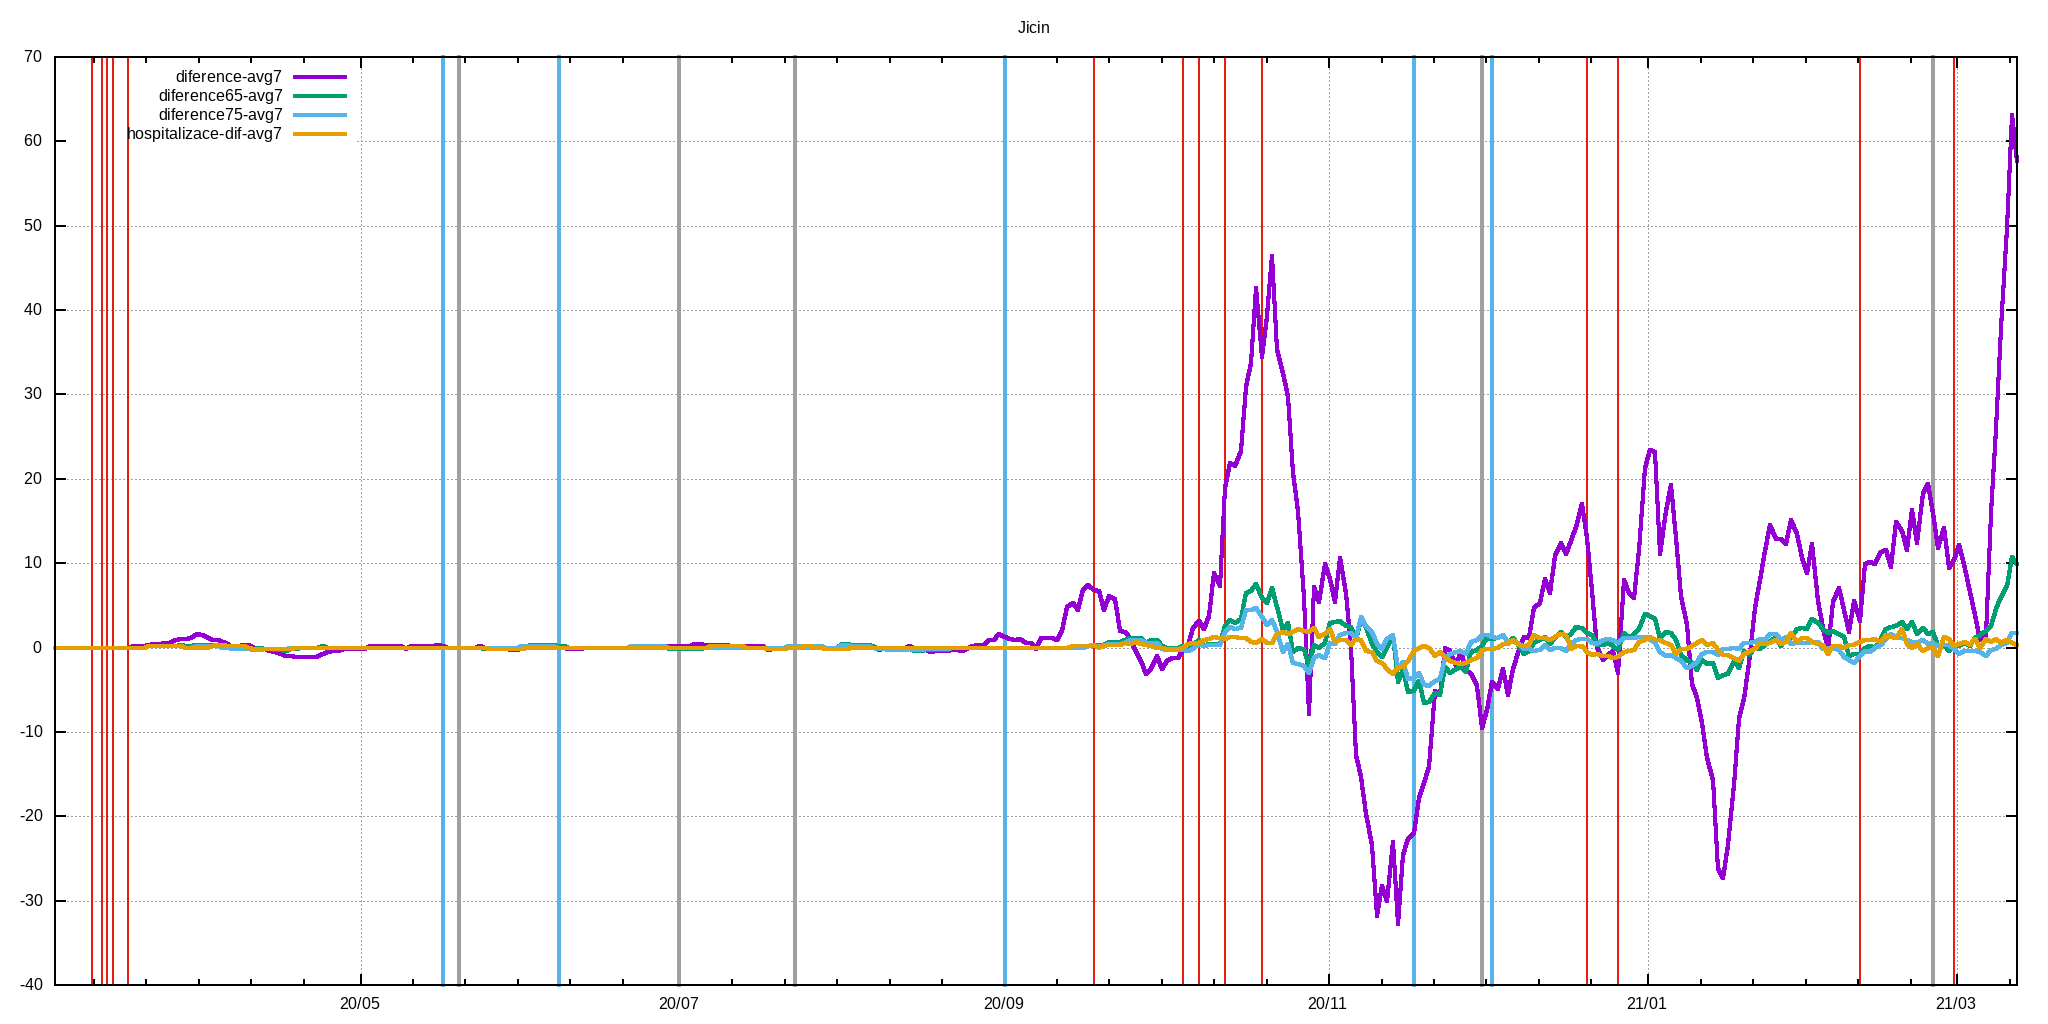 Jicin
70
60
50
40
30
20
10
0
-10
-20
-30
-40
diference-avg7
diference65-avg7
diference75-avg7
hospitalizace-dif-avg7
20/05 20/07 20/09 20/11 21/01 21/03